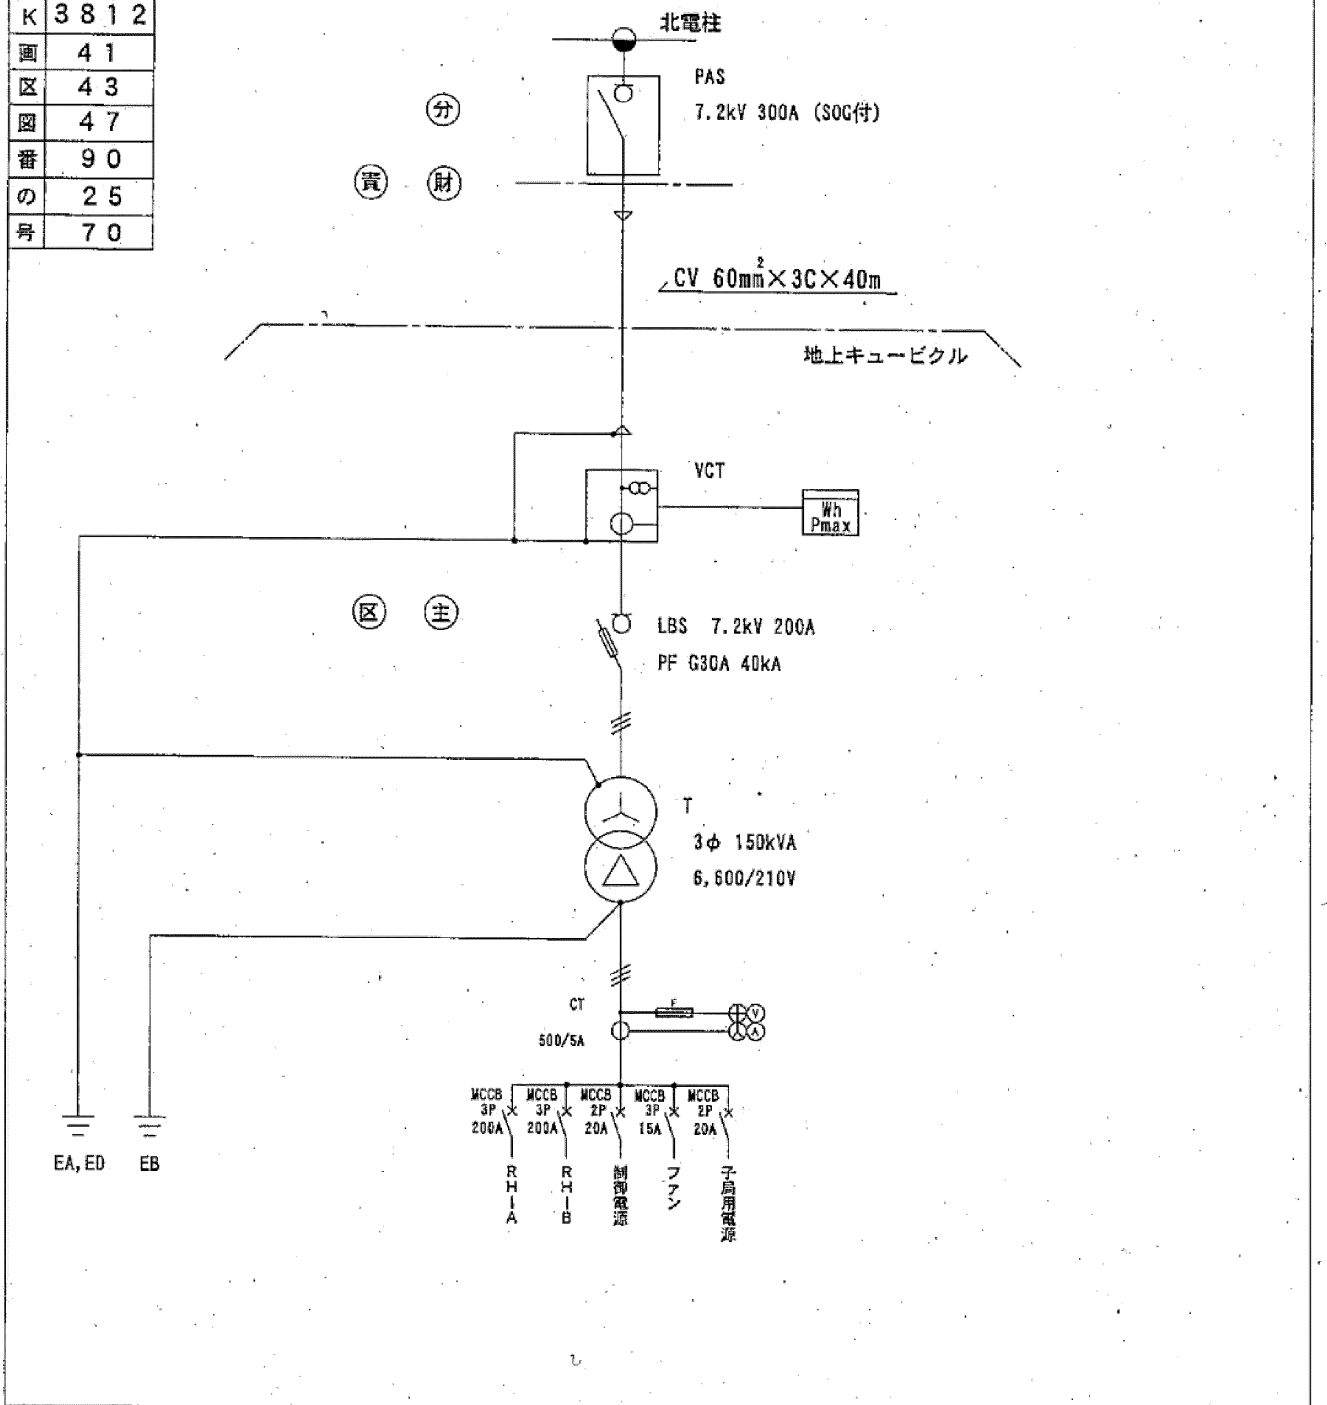 K 3812
画 41
区 43
図 47
番 90
の 25
号 70
北電柱
PAS
7.2kV 300A (SOG付)
分
責 財
CV 60mm²×3C×40m
地上キュービクル
VCT
Wh
Pmax
区 主
LBS 7.2kV 200A
PF G30A 40kA
T
3φ 150kVA
6,600/210V
CT
F
V
500/5A
A
MCCB MCCB MCCB MCCB MCCB
3P 3P 2P 3P 2P
200A 200A 20A 15A 20A
RH-A
RH-B
制御電源
ファン
子局用電源
EA,ED EB